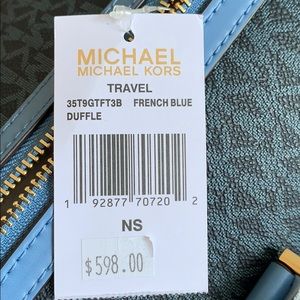 MICHAEL
MICHAEL KORS
TRAVEL
35T9GTFT3B FRENCH BLUE
DUFFLE
1 92877 70720 2
NS
$598.00